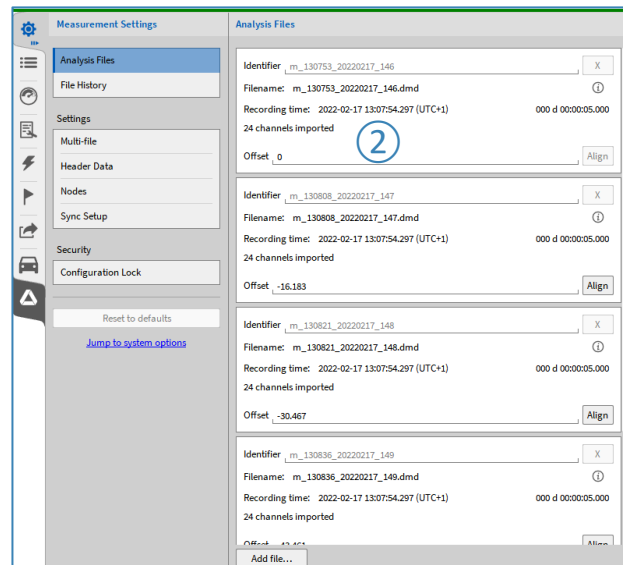 Measurement Settings
Analysis Files
File History
Settings
Multi-file
Header Data
Nodes
Sync Setup
Security
Configuration Lock
Reset to defaults
Jump to system options
Analysis Files
Identifier m_130753_20220217_146 X
Filename: m_130753_20220217_146.dmd
Recording time: 2022-02-17 13:07:54.297 (UTC+1) 000 d 00:00:05.000
24 channels imported
2
Offset 0 Align
Identifier m_130808_20220217_147 X
Filename: m_130808_20220217_147.dmd
Recording time: 2022-02-17 13:07:54.297 (UTC+1) 000 d 00:00:05.000
24 channels imported
Offset -16.183 Align
Identifier m_130821_20220217_148 X
Filename: m_130821_20220217_148.dmd
Recording time: 2022-02-17 13:07:54.297 (UTC+1) 000 d 00:00:05.000
24 channels imported
Offset -30.467 Align
Identifier m_130836_20220217_149 X
Filename: m_130836_20220217_149.dmd
Recording time: 2022-02-17 13:07:54.297 (UTC+1) 000 d 00:00:05.000
24 channels imported
Offset Align
Add file...